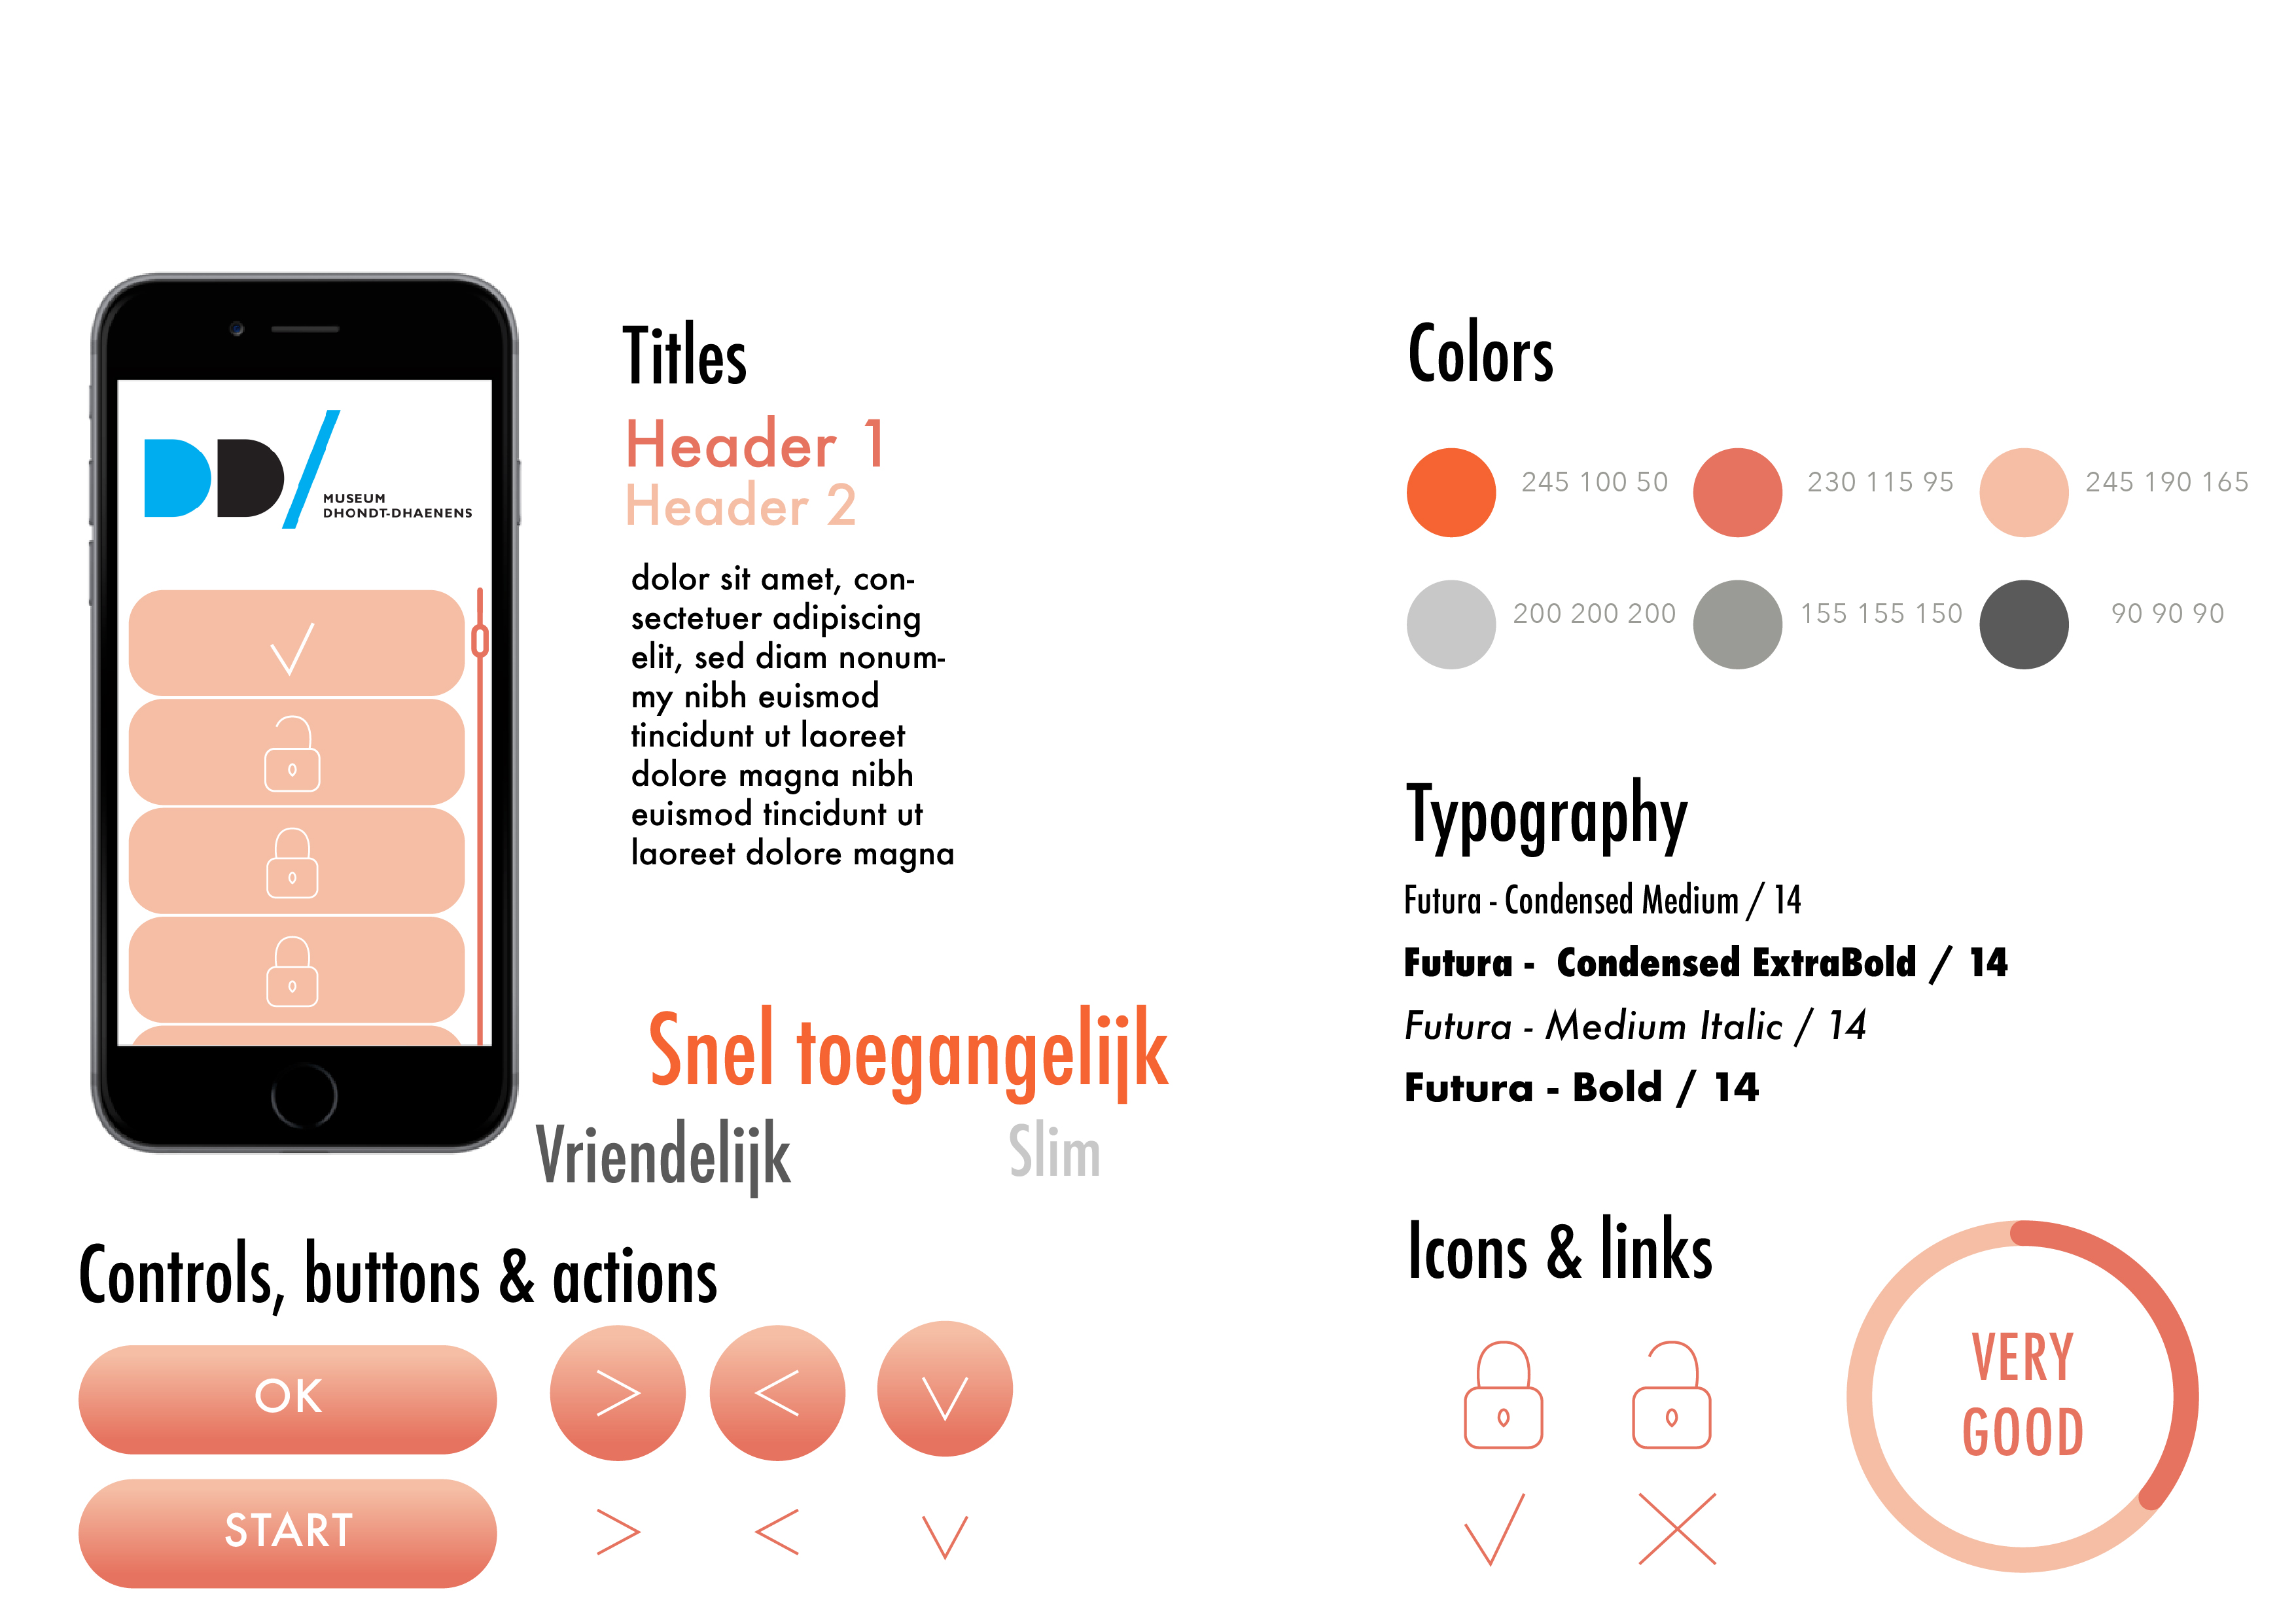 MUSEUM
DHONDT-DHAENENS
Titles
Header 1
Header 2
dolor sit amet, con-
sectetuer adipiscing
elit, sed diam nonum-
my nibh euismod
tincidunt ut laoreet
dolore magna nibh
euismod tincidunt ut
laoreet dolore magna
Snel toegangelijk
Vriendelijk
Slim
Controls, buttons & actions
OK
START
Colors
245 100 50
230 115 95
245 190 165
200 200 200
155 155 150
90 90 90
Typography
Futura - Condensed Medium / 14
Futura - Condensed ExtraBold / 14
Futura - Medium Italic / 14
Futura - Bold / 14
Icons & links
VERY
GOOD